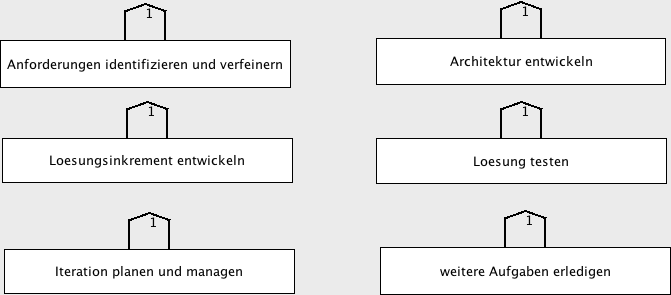 1
1
Anforderungen identifizieren und verfeinern
Architektur entwickeln
1
1
Loesungsinkrement entwickeln
Loesung testen
1
1
Iteration planen und managen
weitere Aufgaben erledigen